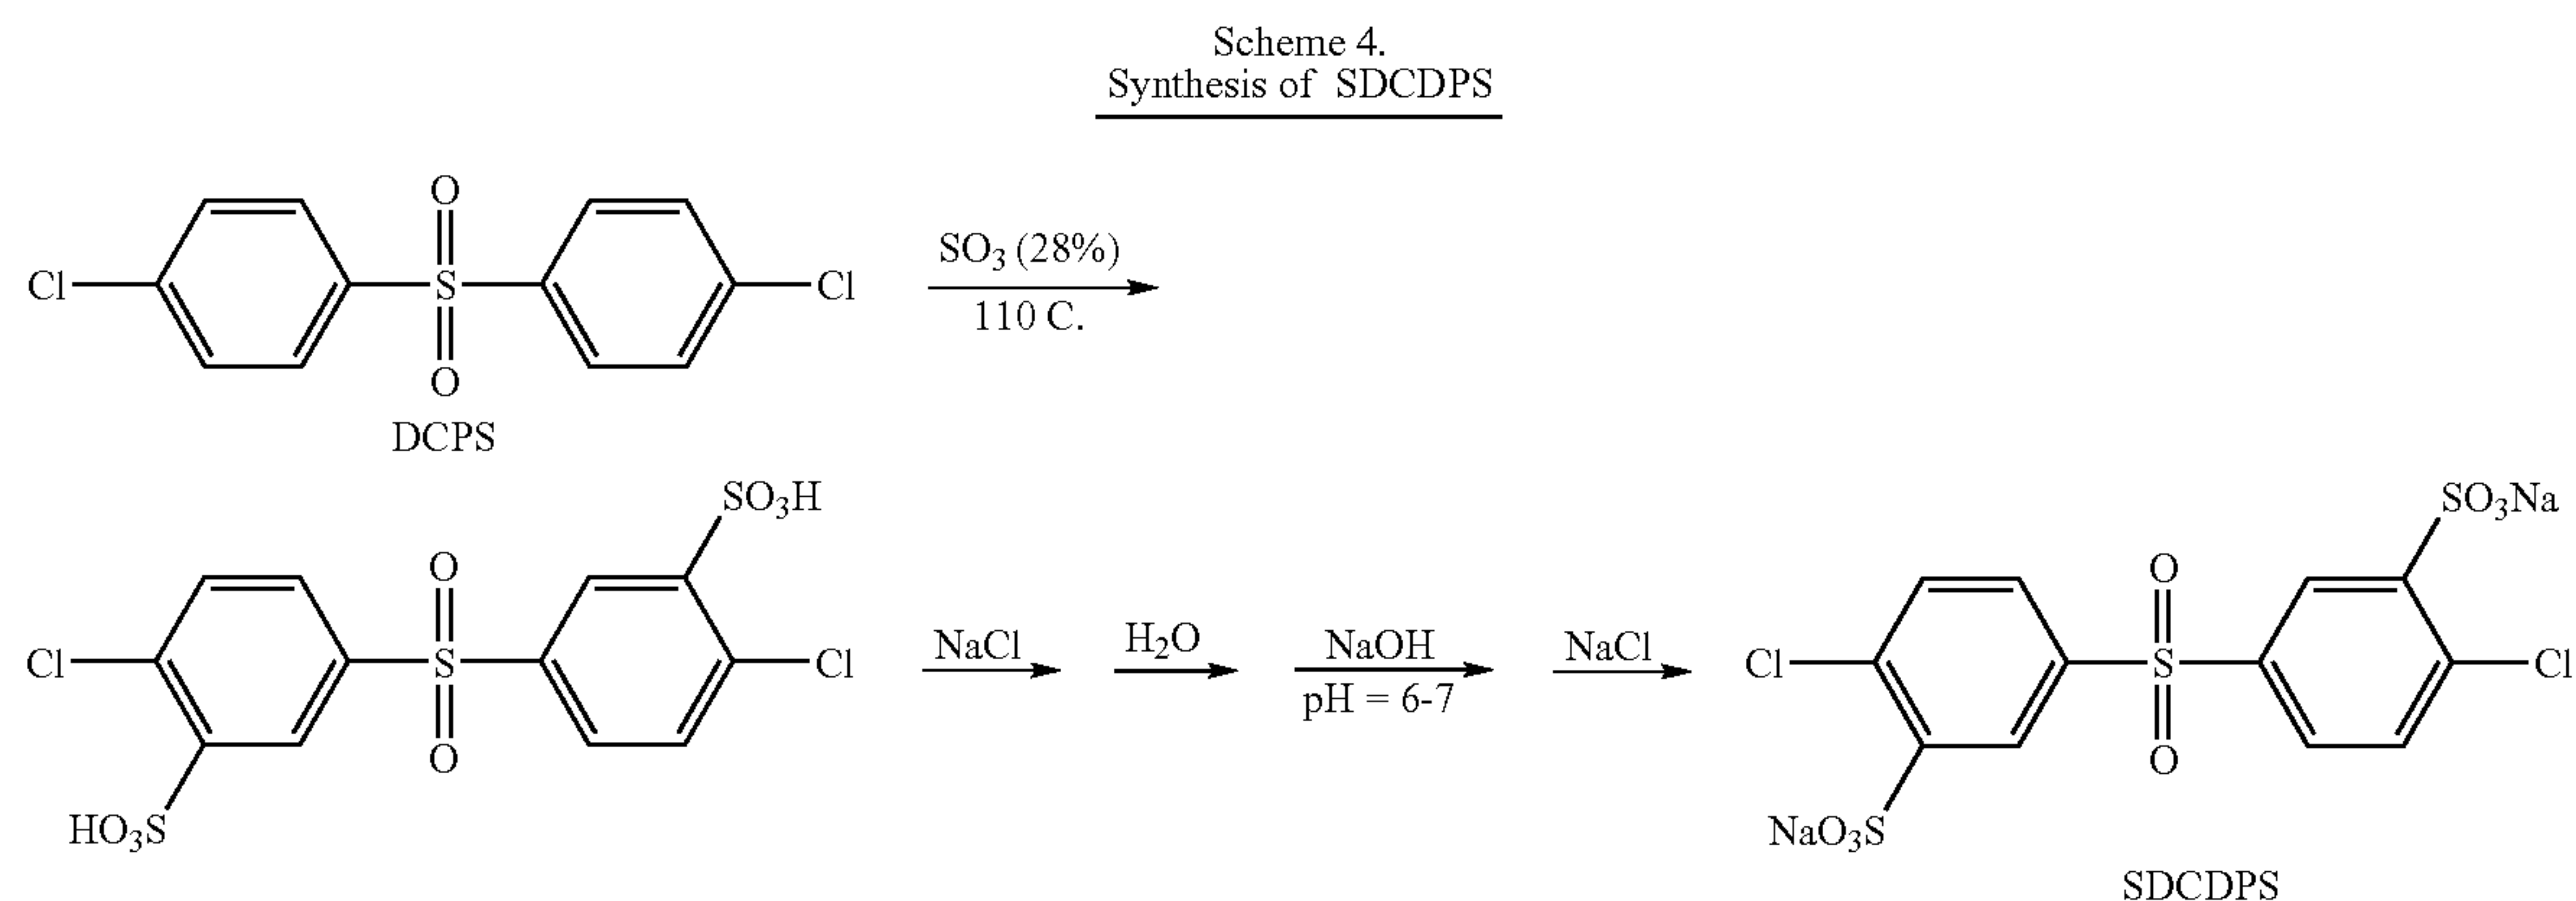 Scheme 4.
Synthesis of SDCDPS
O
Cl S Cl
O
DCPS
SO3 (28%)
110 C.
SO3H
O
Cl S Cl
O
HO3S
NaCl
H2O
NaOH
pH = 6-7
NaCl
SO3Na
O
Cl S Cl
O
NaO3S
SDCDPS